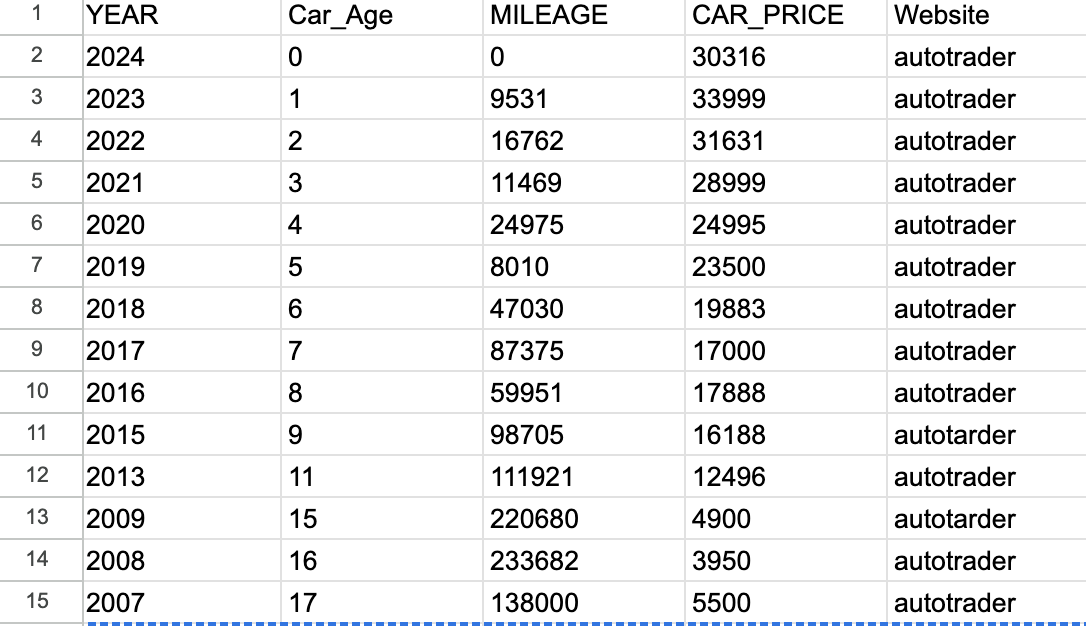 1 YEAR Car_Age MILEAGE CAR_PRICE Website
2 2024 0 0 30316 autotrader
3 2023 1 9531 33999 autotrader
4 2022 2 16762 31631 autotrader
5 2021 3 11469 28999 autotrader
6 2020 4 24975 24995 autotrader
7 2019 5 8010 23500 autotrader
8 2018 6 47030 19883 autotrader
9 2017 7 87375 17000 autotrader
10 2016 8 59951 17888 autotrader
11 2015 9 98705 16188 autotarder
12 2013 11 111921 12496 autotrader
13 2009 15 220680 4900 autotarder
14 2008 16 233682 3950 autotrader
15 2007 17 138000 5500 autotrader